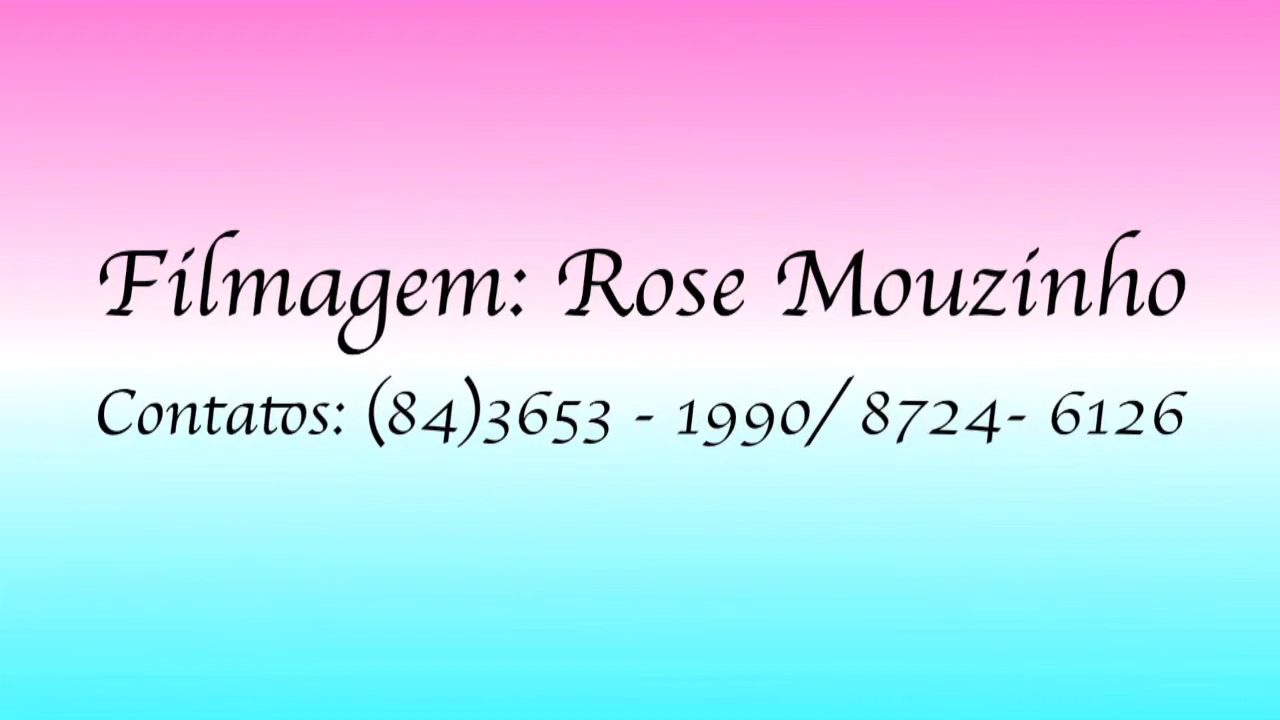 Filmagem: Rose Mouzinho
Contatos: (84)3653 - 1990/ 8724- 6126